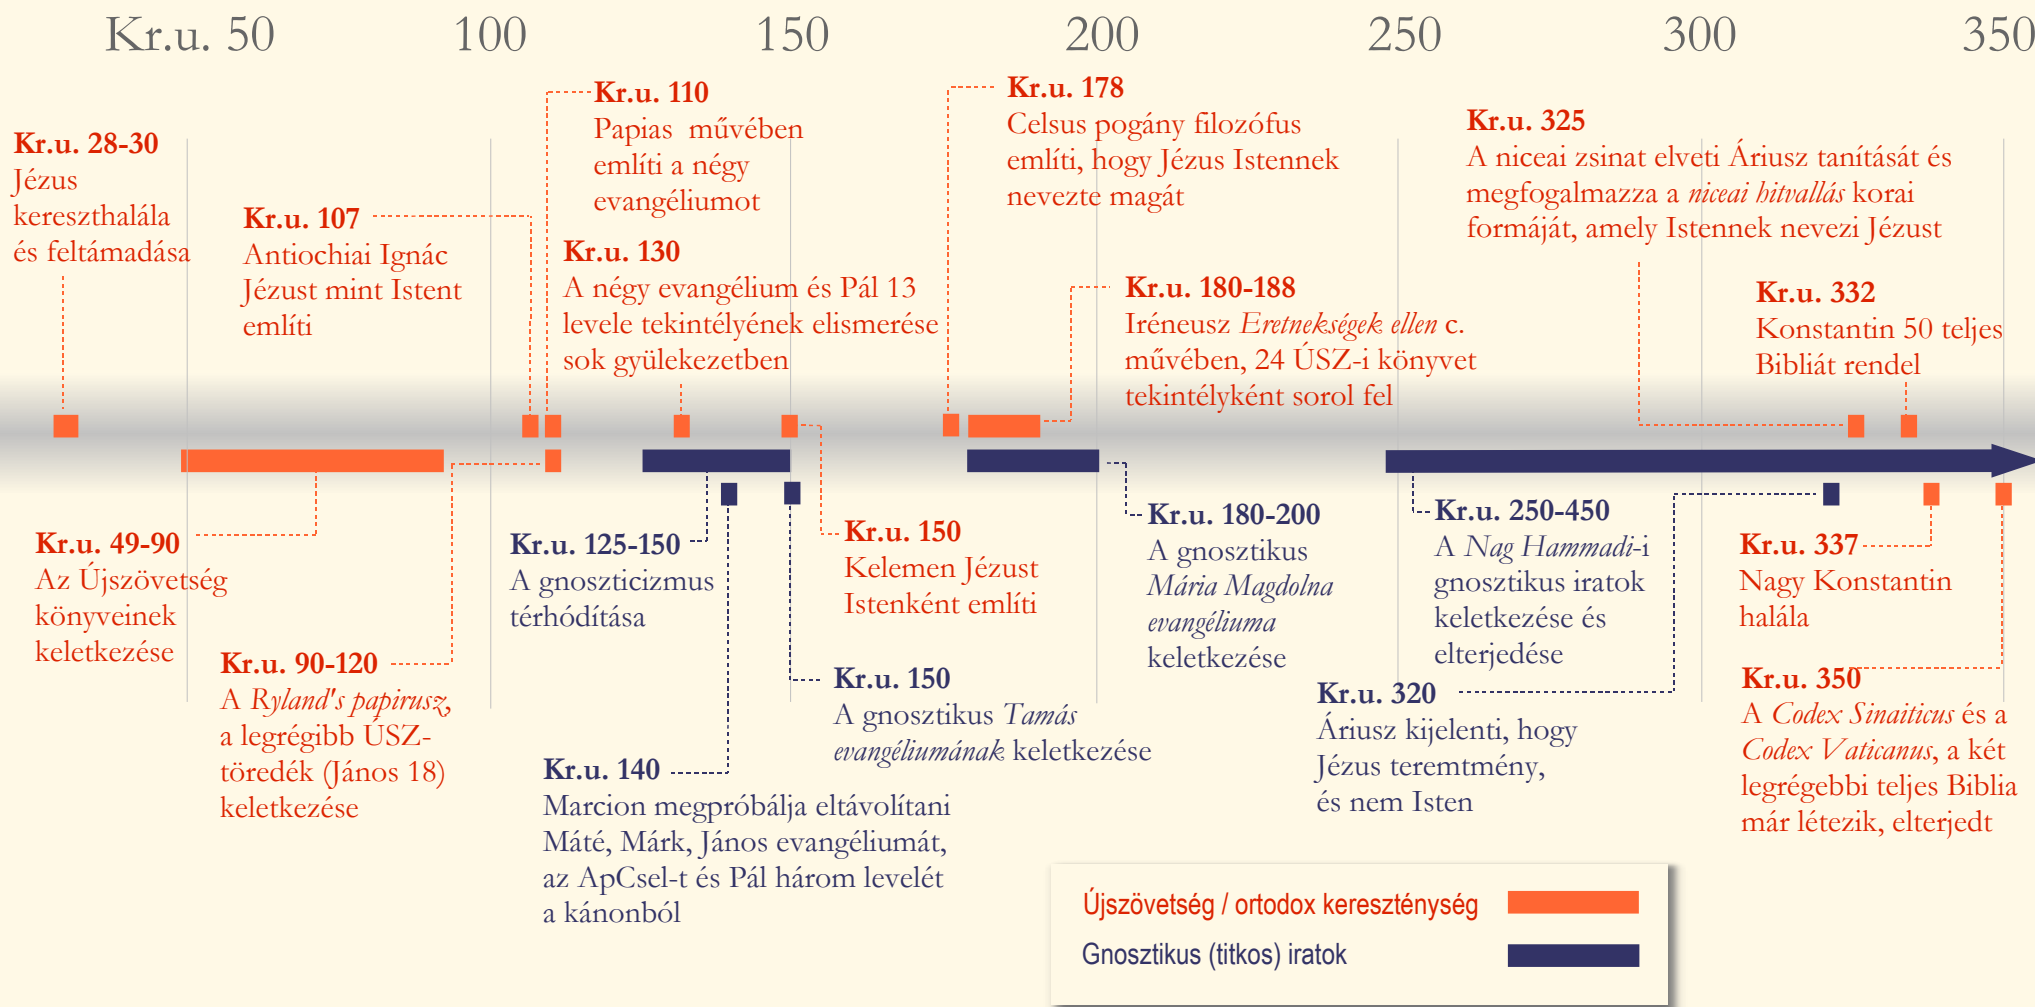 Kr.u. 50 100 150 200 250 300 350
Kr.u. 28-30
Jézus
kereszthalála
és feltámadása
Kr.u. 107
Antiochiai Ignác
Jézust mint Istent
említi
Kr.u. 110
Papias művében
említi a négy
evangéliumot
Kr.u. 130
A négy evangélium és Pál 13
levele tekintélyének elismerése
sok gyülekezetben
Kr.u. 178
Celsus pogány filozófus
említi, hogy Jézus Istennek
nevezte magát
Kr.u. 180-188
Iréneusz Eretnekségek ellen c.
művében, 24 ÚSZ-i könyvet
tekintélyként sorol fel
Kr.u. 325
A niceai zsinat elveti Áriusz tanítását és
megfogalmazza a niceai hitvallás korai
formáját, amely Istennek nevezi Jézust
Kr.u. 332
Konstantin 50 teljes
Bibliát rendel
Kr.u. 49-90
Az Újszövetség
könyveinek
keletkezése
Kr.u. 90-120
A Ryland's papirusz,
a legrégibb ÚSZ-
töredék (János 18)
keletkezése
Kr.u. 125-150
A gnoszticizmus
térhódítása
Kr.u. 140
Marcion megpróbálja eltávolítani
Máté, Márk, János evangéliumát,
az ApCsel-t és Pál három levelét
a kánonból
Kr.u. 150
Kelemen Jézust
Istenként említi
Kr.u. 150
A gnosztikus Tamás
evangéliumának keletkezése
Kr.u. 180-200
A gnosztikus
Mária Magdolna
evangéliuma
keletkezése
Kr.u. 250-450
A Nag Hammadi-i
gnosztikus iratok
keletkezése és
elterjedése
Kr.u. 320
Áriusz kijelenti, hogy
Jézus teremtmény,
és nem Isten
Kr.u. 337
Nagy Konstantin
halála
Kr.u. 350
A Codex Sinaiticus és a
Codex Vaticanus, a két
legrégebbi teljes Biblia
már létezik, elterjedt
Újszövetség / ortodox kereszténység
Gnosztikus (titkos) iratok